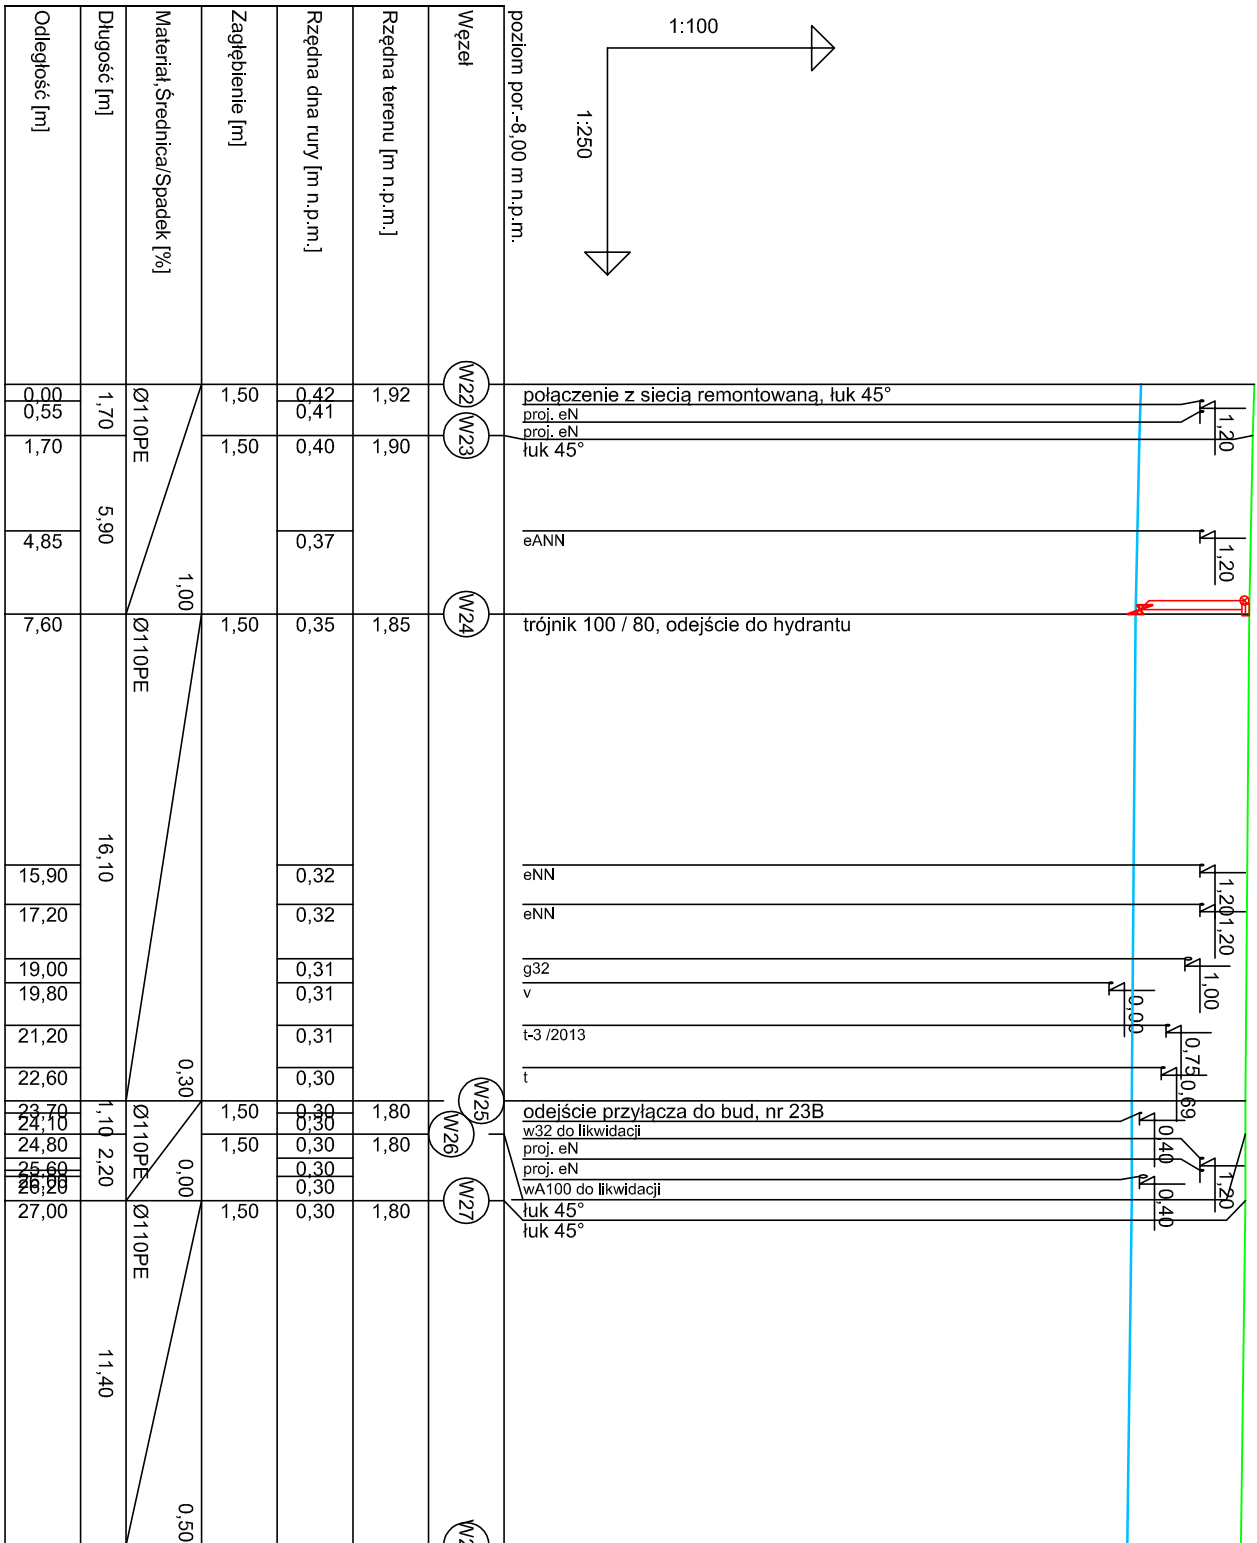 1:100
1:250
poziom por.-8,00 m n.p.m.
Węzeł
Rzędna terenu [m n.p.m.]
Rzędna dna rury [m n.p.m.]
Zagłębienie [m]
Materiał,Średnica/Spadek [%]
Długość [m]
Odległość [m]
W22
W23
W24
W25
W26
W27
1,92
1,90
1,85
1,80
1,80
1,80
0,42
0,41
0,40
0,37
0,35
0,32
0,32
0,31
0,31
0,31
0,30
0,30
0,30
0,30
0,30
0,30
0,30
1,50
1,50
1,50
1,50
1,50
1,50
Ø110PE
1,00
Ø110PE
0,30
Ø110PE
0,00
Ø110PE
0,50
1,70
5,90
16,10
1,10
2,20
11,40
0,00
0,55
1,70
4,85
7,60
15,90
17,20
19,00
19,80
21,20
22,60
23,70
24,10
24,80
25,60
26,20
27,00
połączenie z siecią remontowaną, łuk 45°
proj. eN
proj. eN
łuk 45°
eANN
trójnik 100 / 80, odejście do hydrantu
eNN
eNN
g32
v
t-3 /2013
t
odejście przyłącza do bud, nr 23B
w32 do likwidacji
proj. eN
proj. eN
wA100 do likwidacji
łuk 45°
łuk 45°
1,20
1,20
1,20
1,20
1,00
0,75
0,69
0,40
1,20
0,40